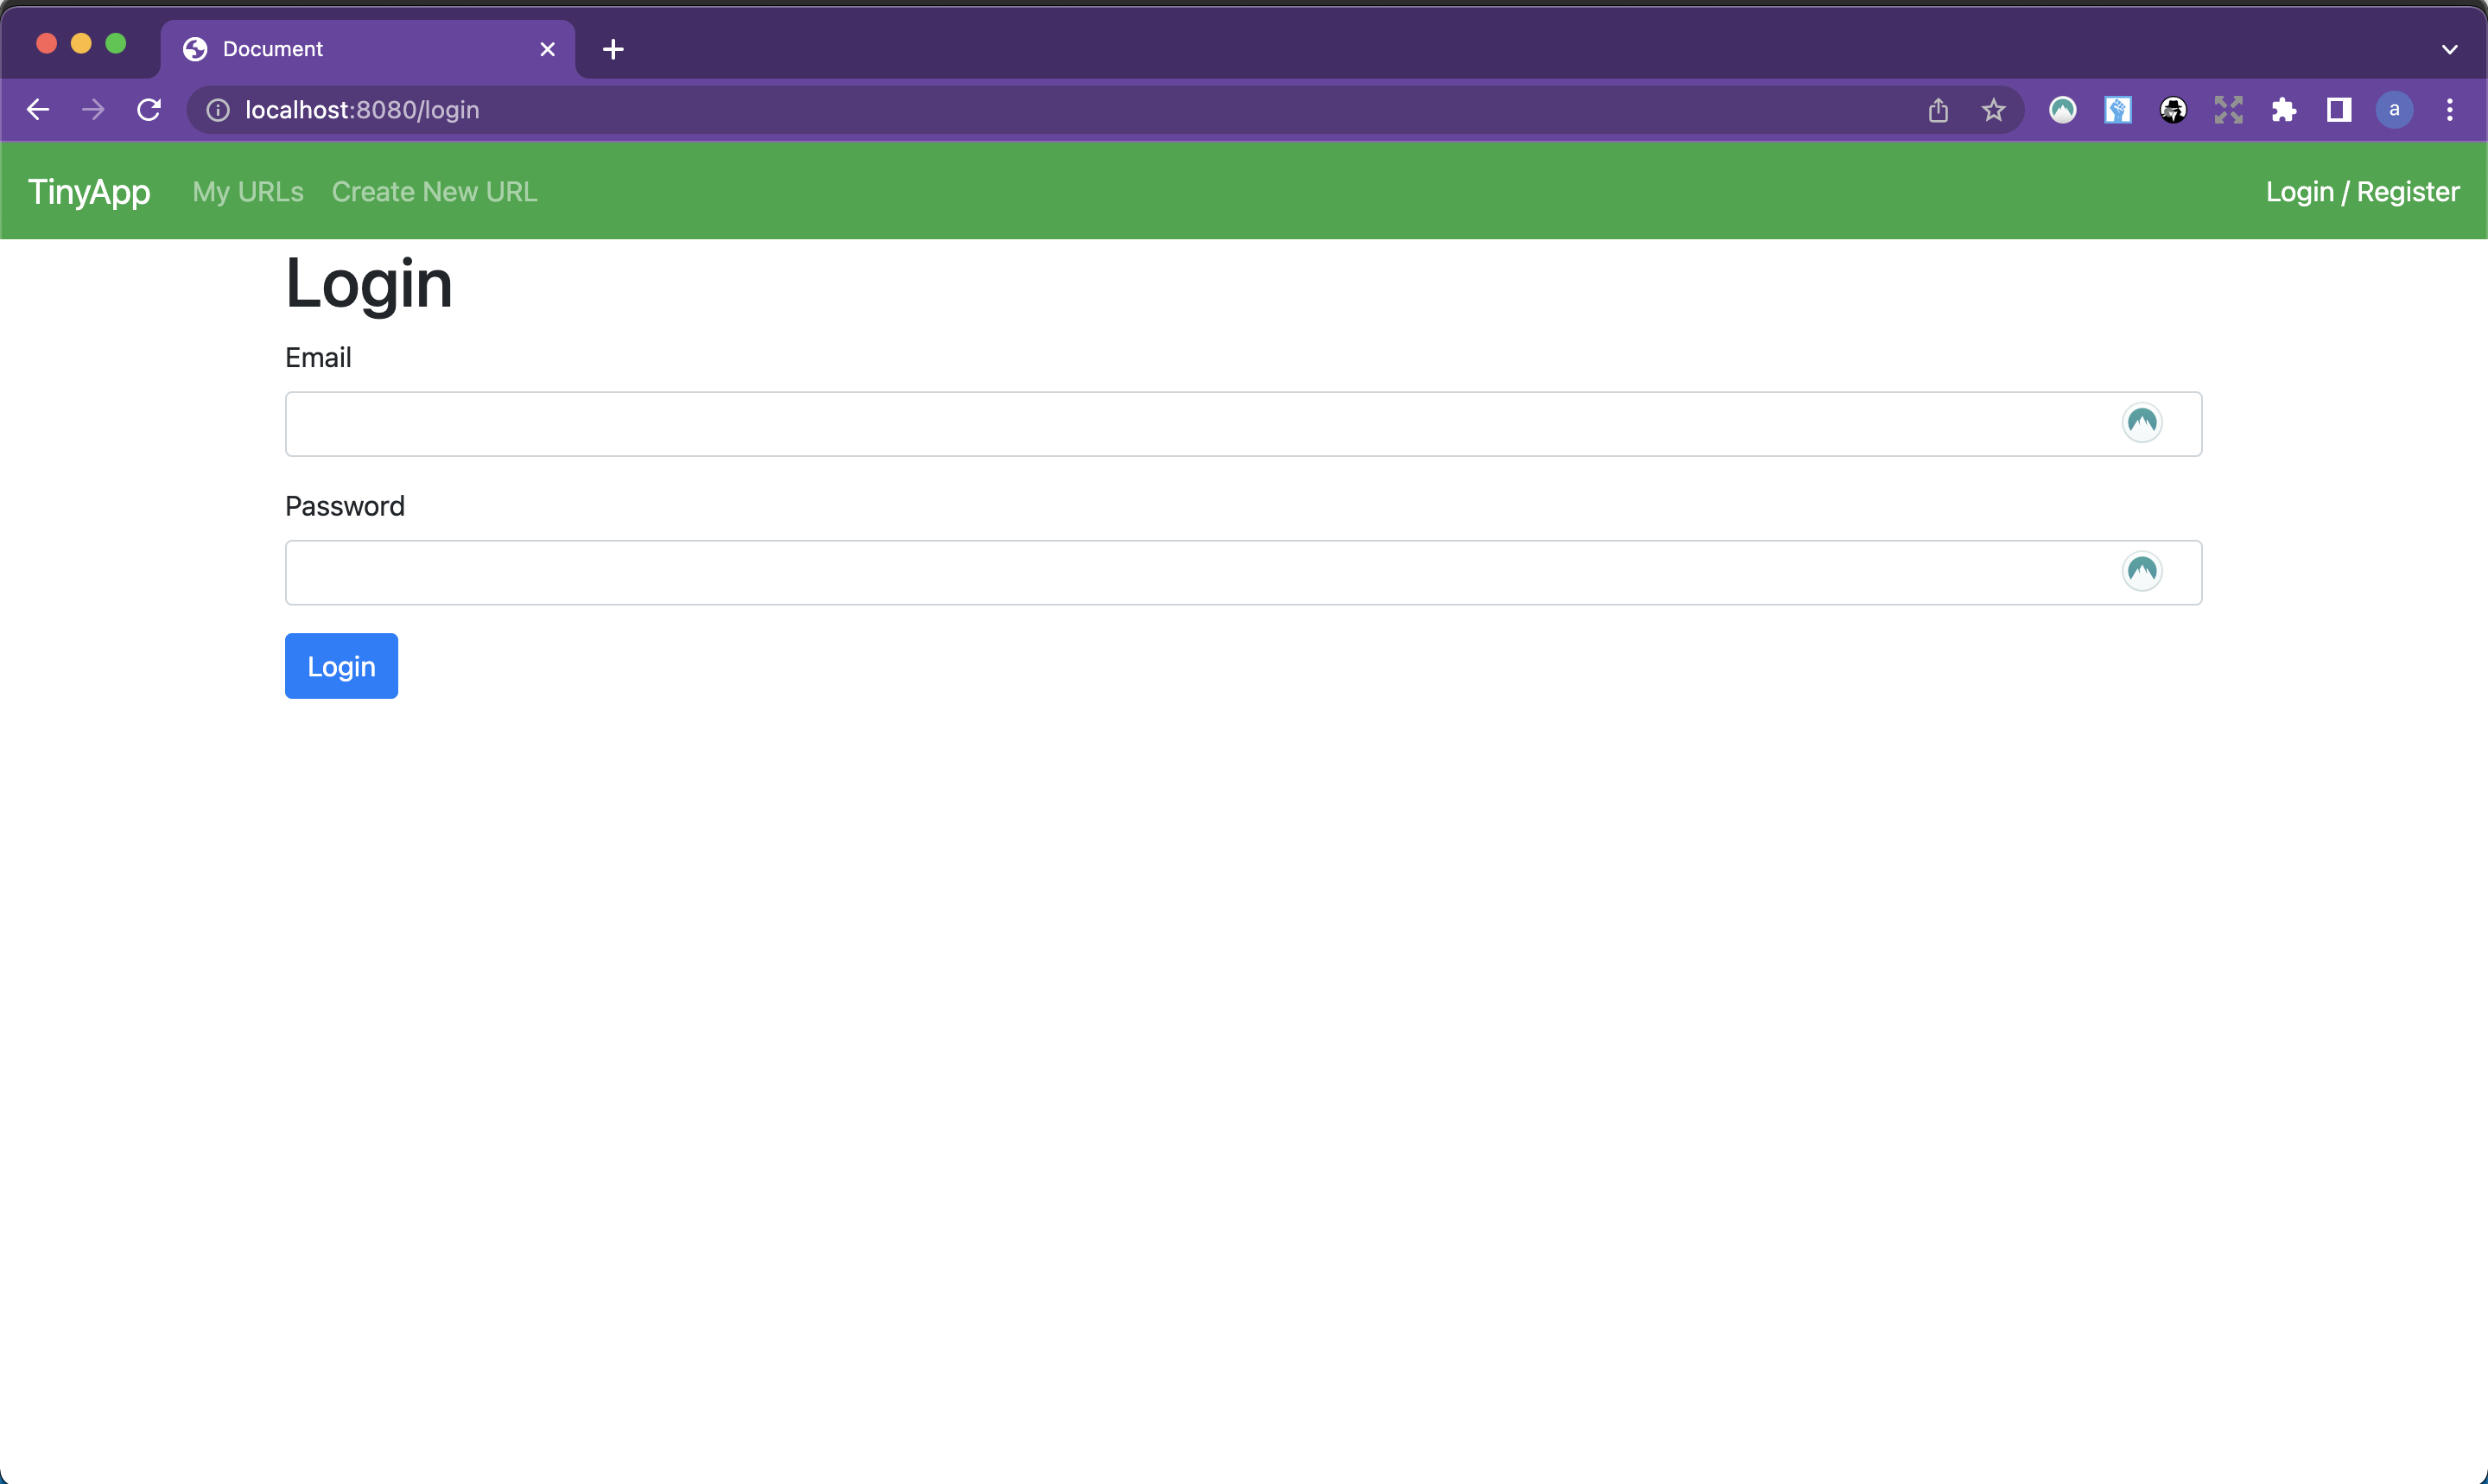 Document
localhost:8080/login
a
TinyApp My URLs Create New URL Login / Register
Login
Email
Password
Login